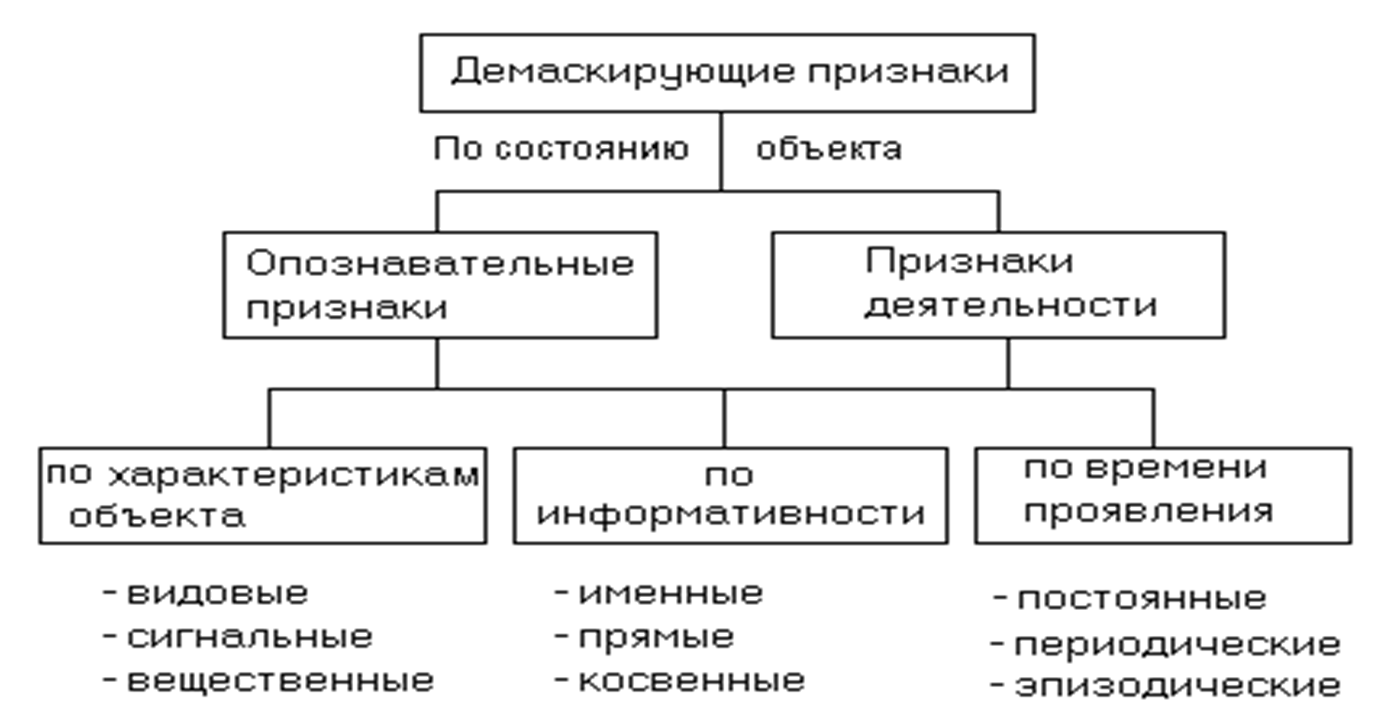 Демаскирующие признаки
По состоянию объекта
Опознавательные
признаки
Признаки
деятельности
по характеристикам
объекта
по
информативности
по времени
проявления
- видовые
- сигнальные
- вещественные
- именные
- прямые
- косвенные
- постоянные
- периодические
- эпизодические